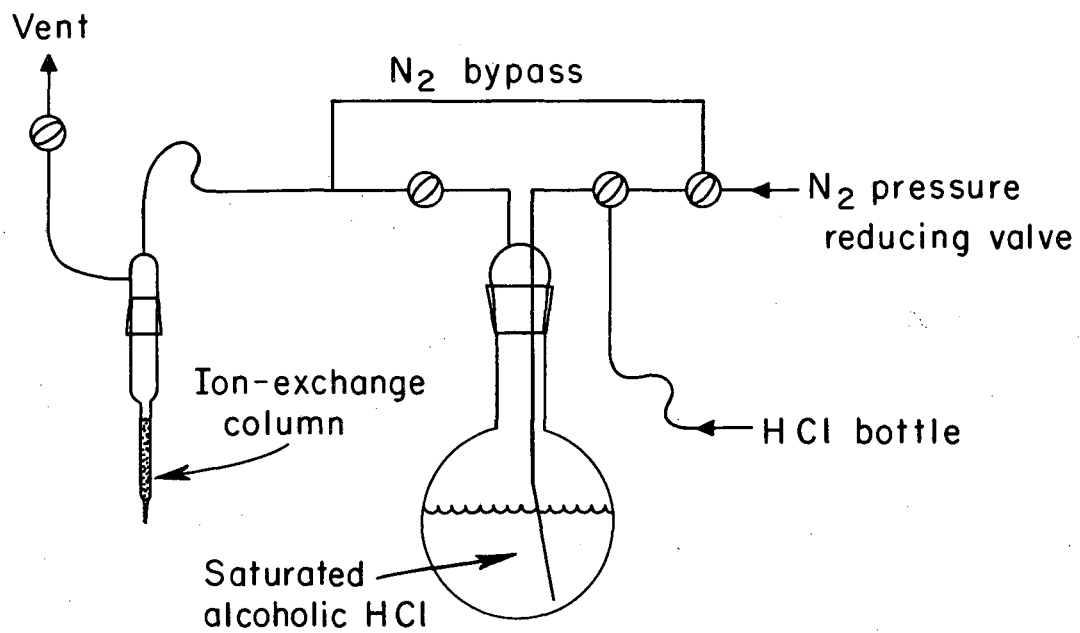 Vent
N₂ bypass
N₂ pressure
reducing valve
Ion-exchange
column
HCl bottle
Saturated
alcoholic HCl